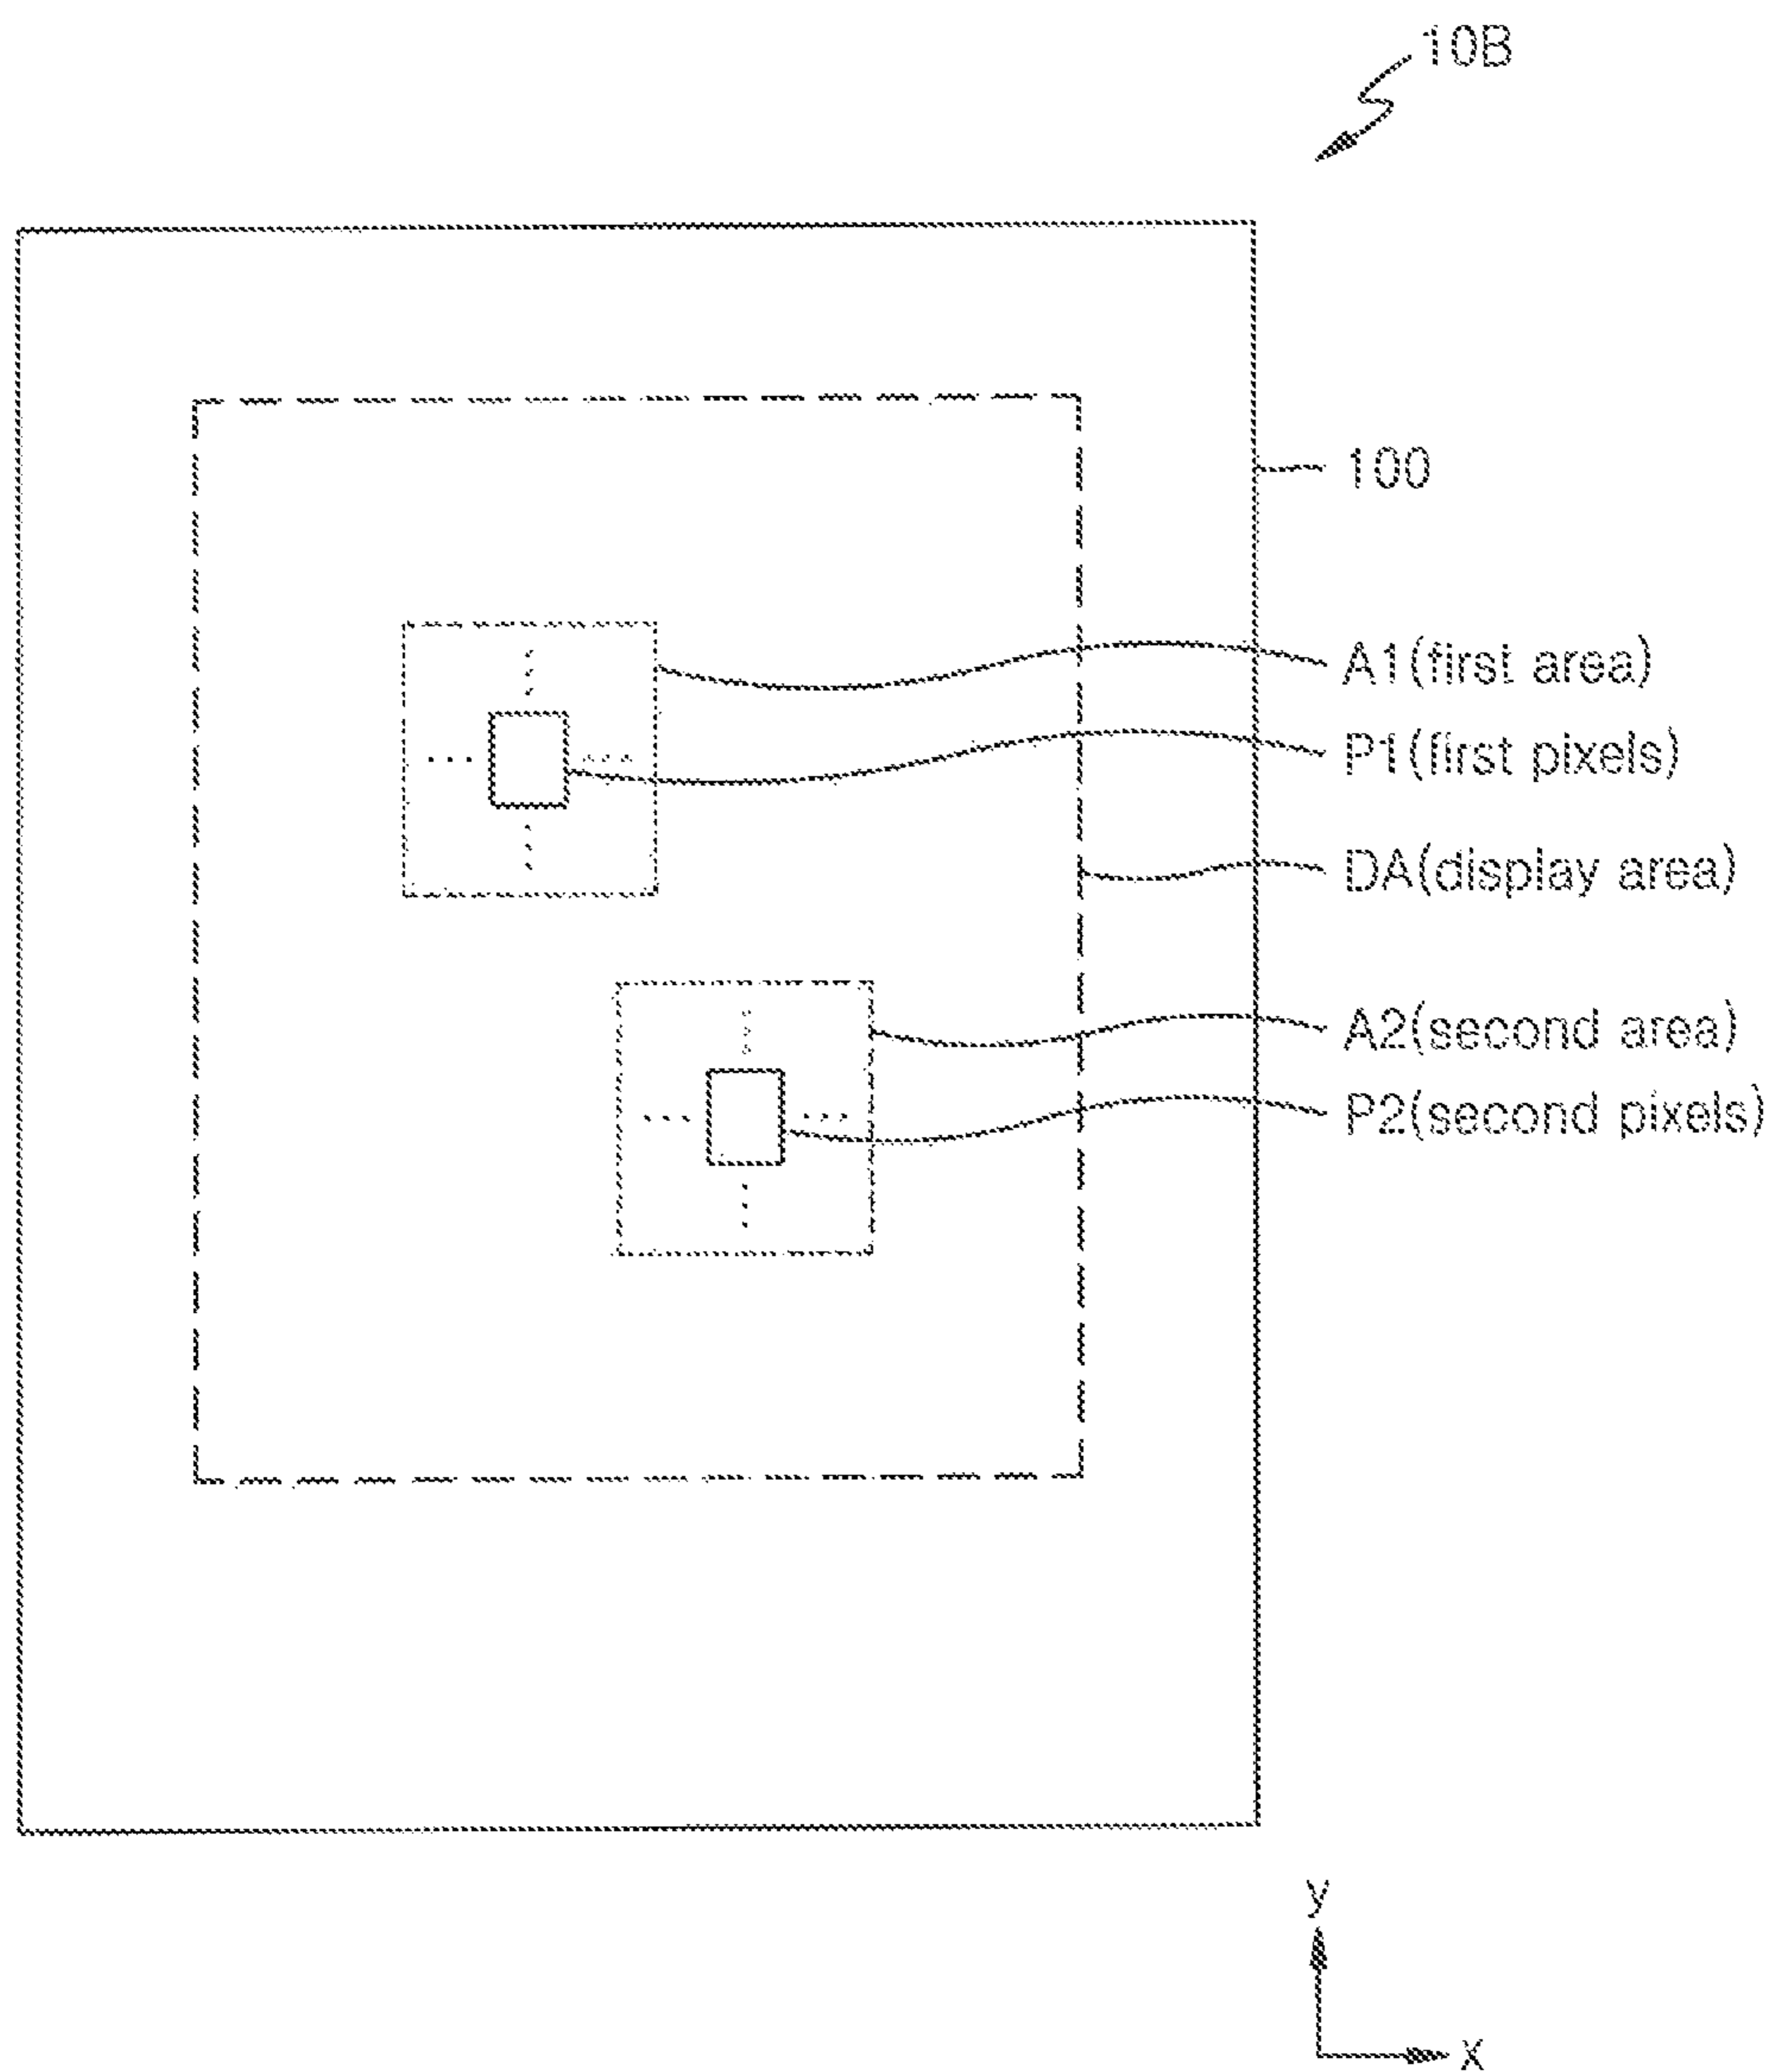 10B
100
A1(first area)
P1(first pixels)
DA(display area)
A2(second area)
P2(second pixels)
y
x